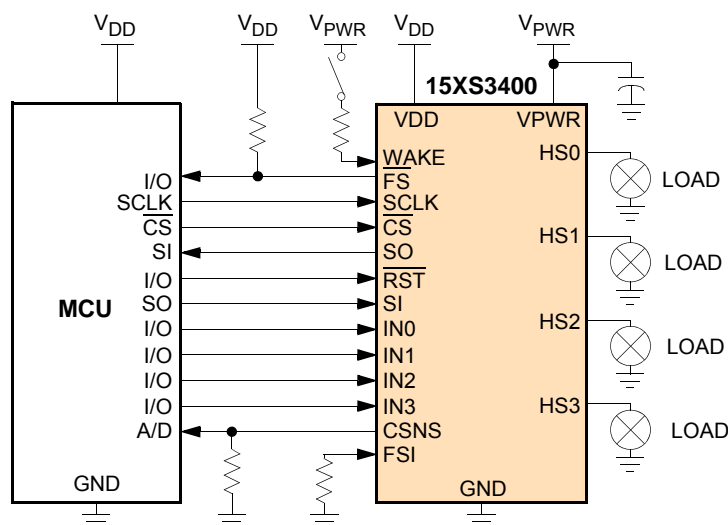 VDD VDD VPWR VDD VPWR
15XS3400
VDD VPWR
WAKE HS0
I/O FS LOAD
SCLK SCLK
CS CS
SI SO HS1
LOAD
I/O RST
MCU SO SI
I/O IN0 HS2
I/O IN1 LOAD
I/O IN2
I/O IN3 HS3
A/D CSNS LOAD
FSI
GND GND